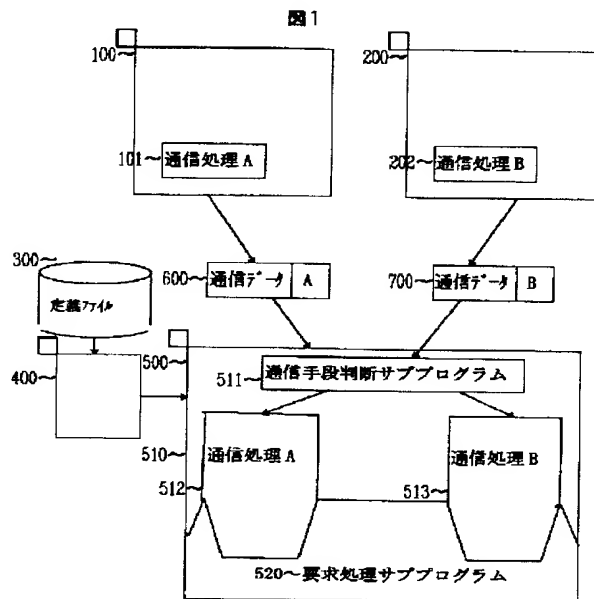 図1
100
200
101～通信処理A
202～通信処理B
300
定義ファイル
600～通信データ A
700～通信データ B
400
500
511～通信手段判断サブプログラム
510
通信処理A
通信処理B
512
513
520～要求処理サブプログラム